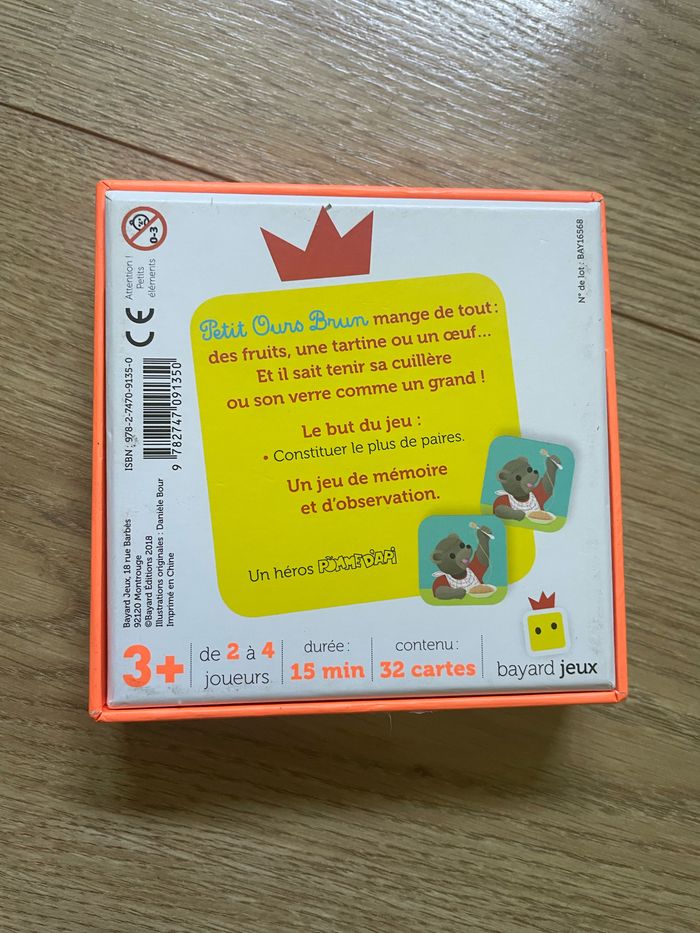 0-3
Attention !
Petits
éléments
CE
ISBN : 978-2-7470-9135-0
9 782747 091350
Bayard Jeux, 18 rue Barbès
92120 Montrouge
©Bayard Éditions 2018
Illustrations originales : Danièle Bour
Imprimé en Chine
N° de lot : BAY16568
Petit Ours Brun mange de tout :
des fruits, une tartine ou un œuf...
Et il sait tenir sa cuillère
ou son verre comme un grand !
Le but du jeu :
• Constituer le plus de paires.
Un jeu de mémoire
et d'observation.
Un héros POMME D'API
3+
de 2 à 4
joueurs
durée :
15 min
contenu :
32 cartes
bayard jeux